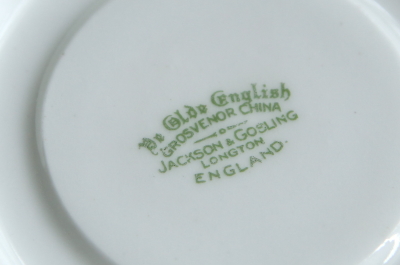 Ye Olde English
GROSVENOR CHINA
JACKSON & GOSLING
LONGTON
ENGLAND.